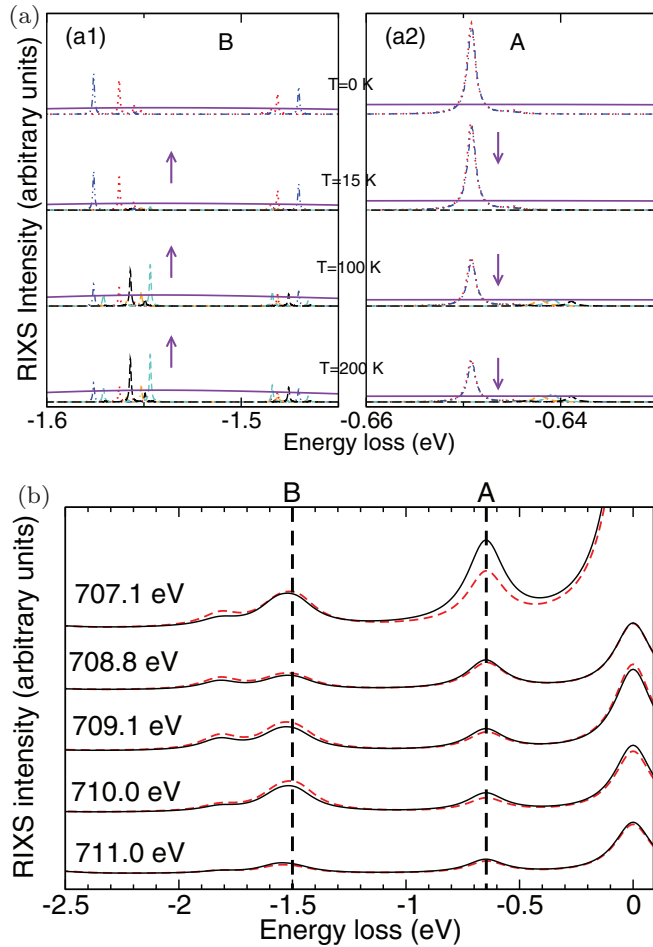 (a)
(a1)
B
(a2)
A
RIXS Intensity (arbitrary units)
T=0 K
T=15 K
T=100 K
T=200 K
-1.6
-1.5
-0.66
-0.64
Energy loss (eV)
(b)
B
A
RIXS intensity (arbitrary units)
707.1 eV
708.8 eV
709.1 eV
710.0 eV
711.0 eV
-2.5
-2
-1.5
-1
-0.5
0
Energy loss (eV)